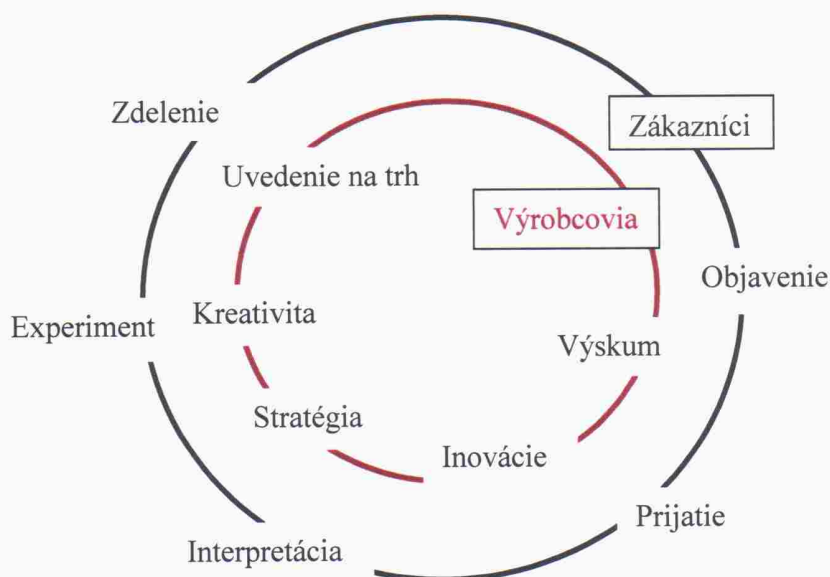 Zdelenie
Zákazníci
Uvedenie na trh
Výrobcovia
Objavenie
Kreativita
Experiment
Výskum
Stratégia
Inovácie
Prijatie
Interpretácia